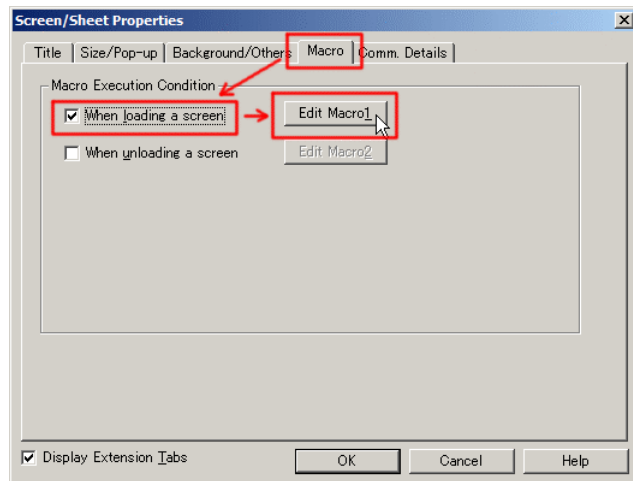 Screen/Sheet Properties
Title Size/Pop-up Background/Others Macro Comm. Details
Macro Execution Condition
When loading a screen Edit Macro1
When unloading a screen Edit Macro2
Display Extension Tabs OK Cancel Help